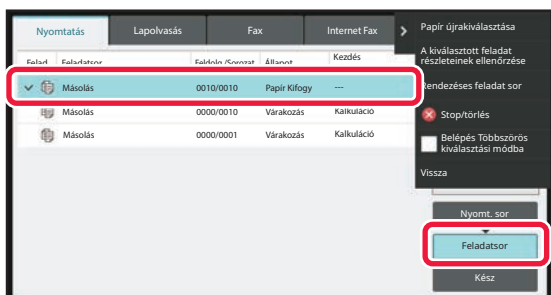 Nyomtatás
Lapolvasás
Fax
Internet Fax
Felad Feladatsor Feldolg./Sorozat Állapot Kezdés
Másolás 0010/0010 Papír Kifogy ---
Másolás 0000/0010 Várakozás Kalkuláció
Másolás 0000/0001 Várakozás Kalkuláció
Papír újrakiválasztása
A kiválasztott feladat
részleteinek ellenőrzése
Rendezéses feladat sor
Stop/törlés
Belépés Többszörös
kiválasztási módba
Vissza
Nyomt. sor
Feladatsor
Kész